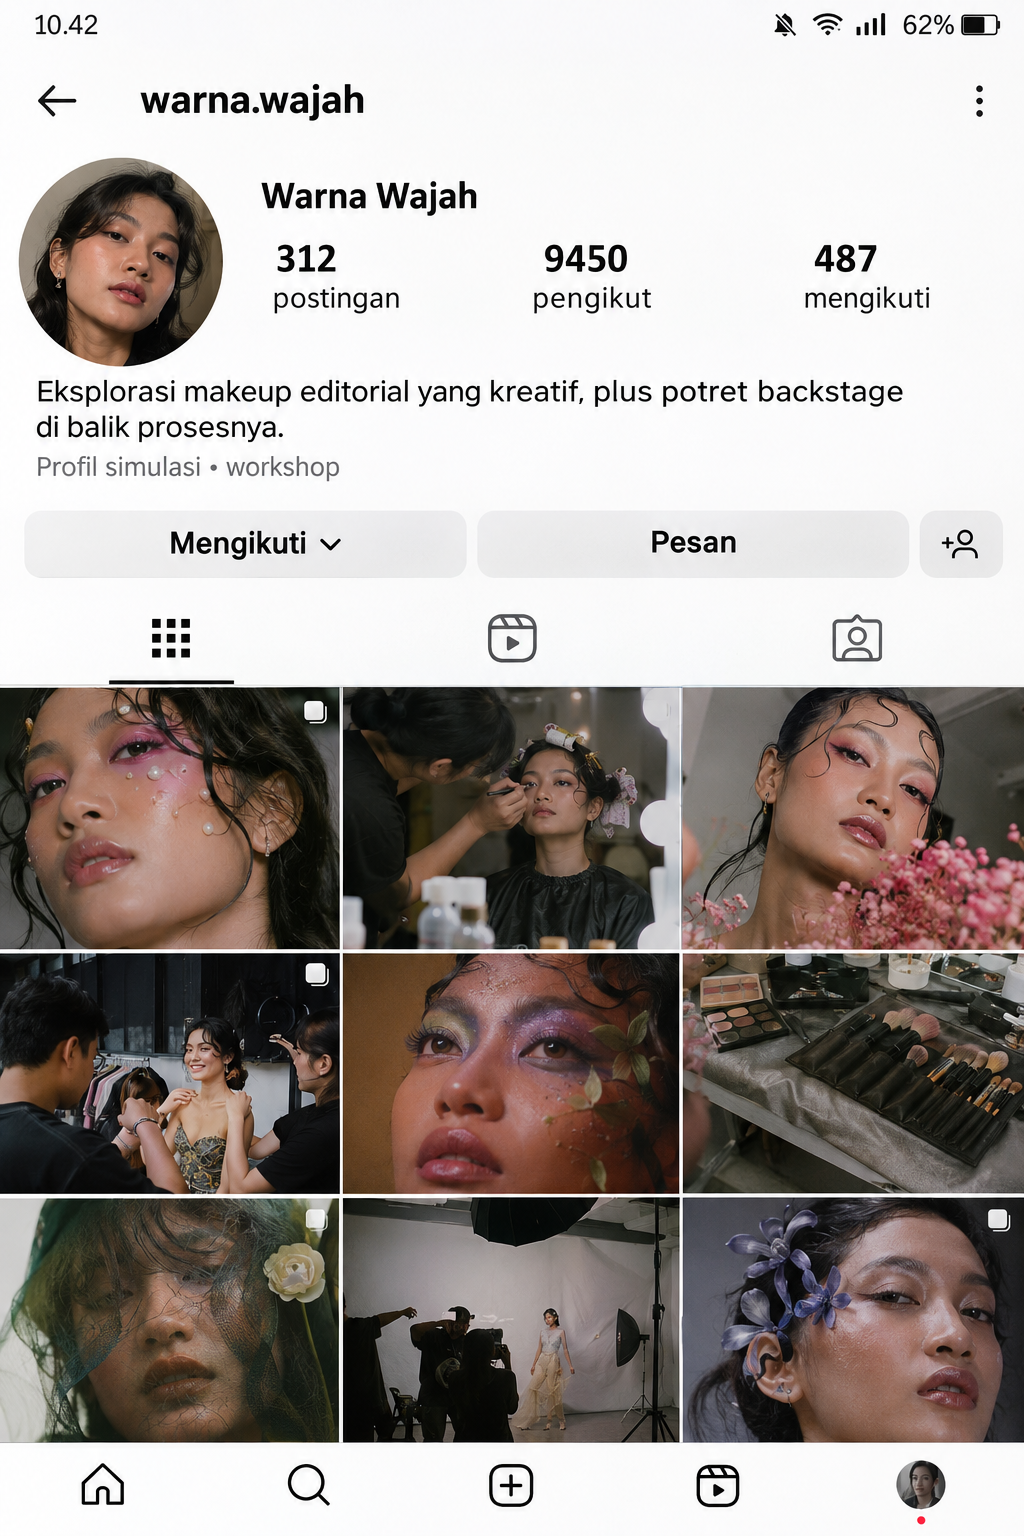 10.42
62%
warna.wajah
Warna Wajah
312
9450
487
postingan
pengikut
mengikuti
Eksplorasi makeup editorial yang kreatif, plus potret backstage
di balik prosesnya.
Profil simulasi • workshop
Mengikuti
Pesan